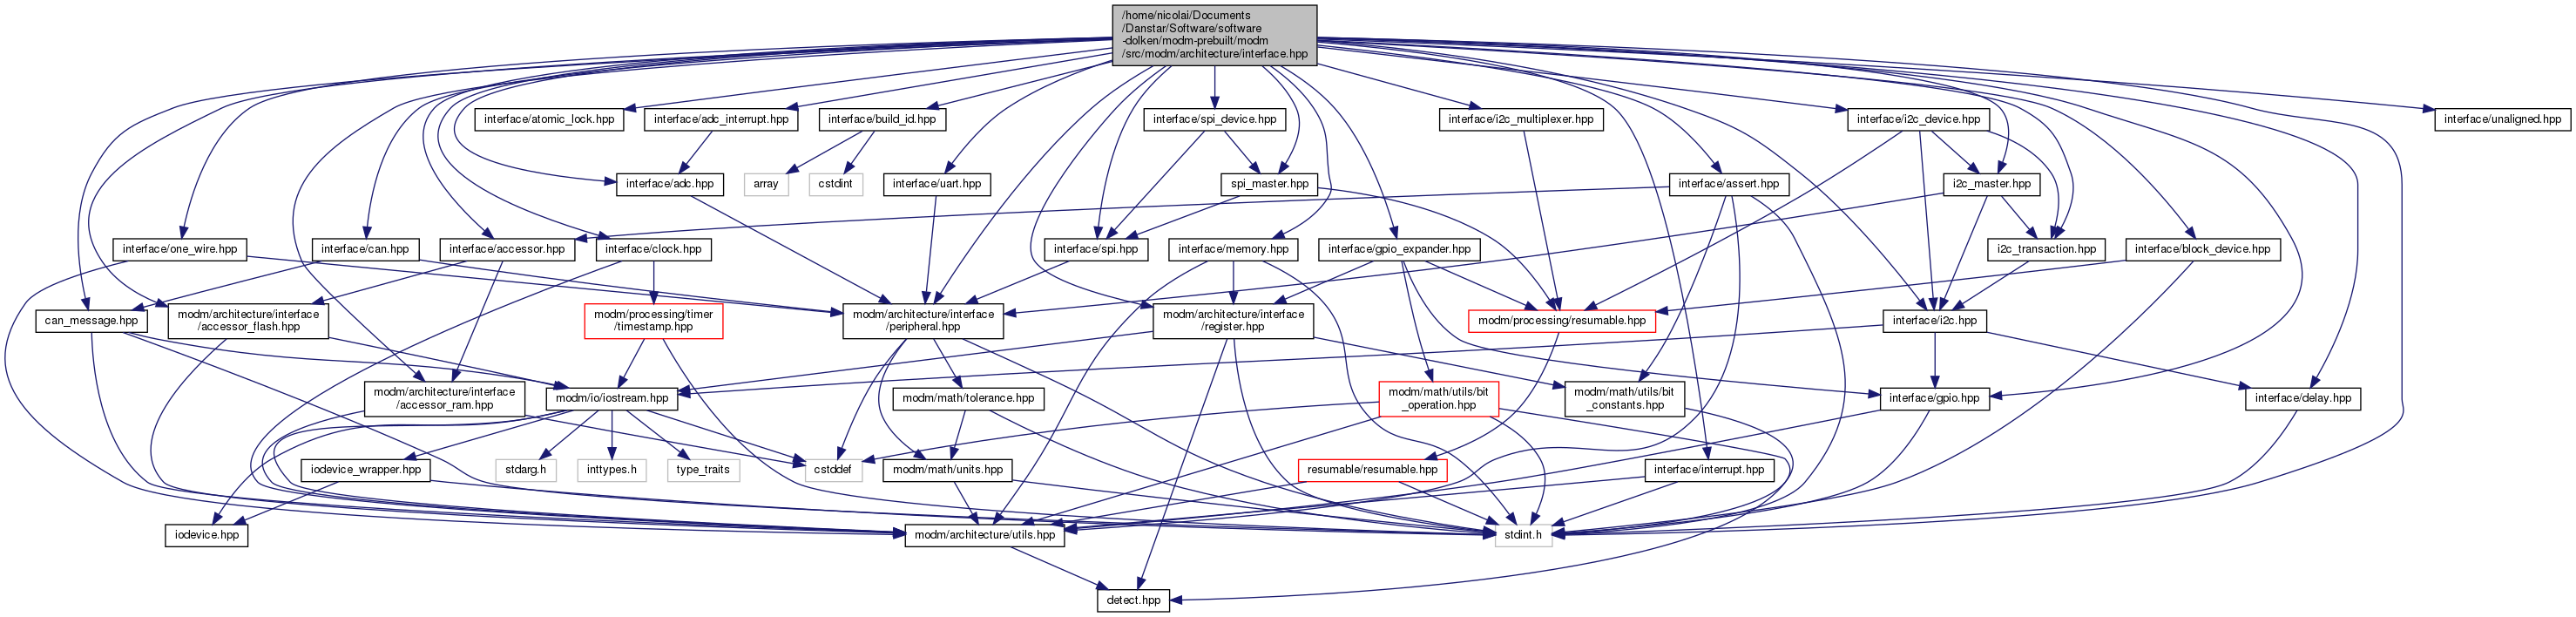 /home/nicolai/Documents
/Danstar/Software/software
-dolken/modm-prebuilt/modm
/src/modm/architecture/interface.hpp
interface/atomic_lock.hpp
interface/adc_interrupt.hpp
interface/build_id.hpp
interface/spi_device.hpp
interface/i2c_multiplexer.hpp
interface/i2c_device.hpp
interface/unaligned.hpp
interface/adc.hpp
array
cstdint
interface/uart.hpp
spi_master.hpp
interface/assert.hpp
i2c_master.hpp
interface/one_wire.hpp
interface/can.hpp
interface/accessor.hpp
interface/clock.hpp
interface/spi.hpp
interface/memory.hpp
interface/gpio_expander.hpp
i2c_transaction.hpp
interface/block_device.hpp
can_message.hpp
modm/architecture/interface
/accessor_flash.hpp
modm/processing/timer
/timestamp.hpp
modm/architecture/interface
/peripheral.hpp
modm/architecture/interface
/register.hpp
modm/processing/resumable.hpp
interface/i2c.hpp
modm/architecture/interface
/accessor_ram.hpp
modm/io/iostream.hpp
modm/math/tolerance.hpp
modm/math/utils/bit
_operation.hpp
modm/math/utils/bit
_constants.hpp
interface/gpio.hpp
interface/delay.hpp
iodevice_wrapper.hpp
stdarg.h
inttypes.h
type_traits
cstddef
modm/math/units.hpp
resumable/resumable.hpp
interface/interrupt.hpp
iodevice.hpp
modm/architecture/utils.hpp
stdint.h
detect.hpp